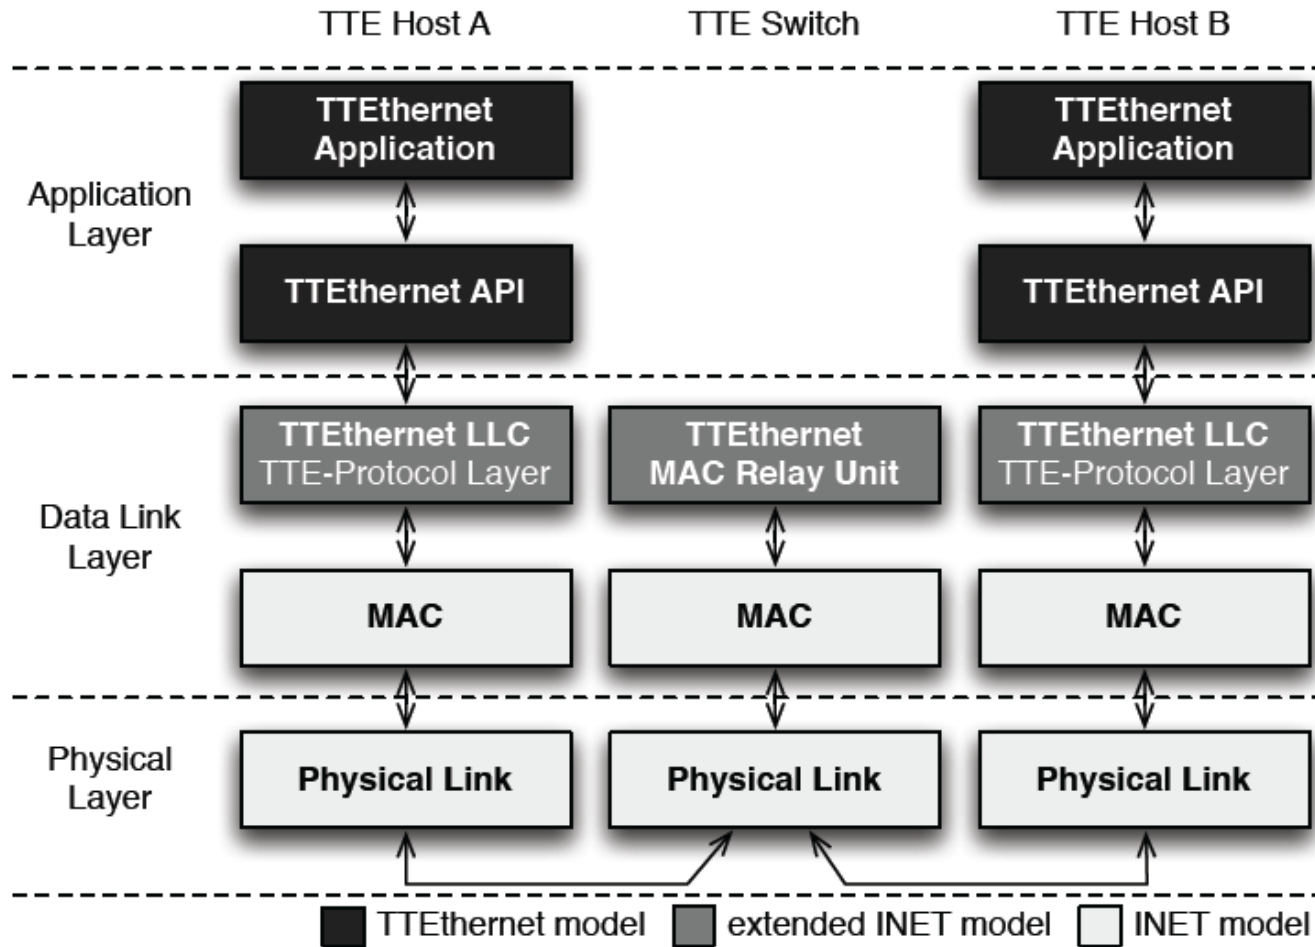 TTE Host A
TTE Switch
TTE Host B
Application
Layer
TTEthernet
Application
TTEthernet
Application
TTEthernet API
TTEthernet API
Data Link
Layer
TTEthernet LLC
TTE-Protocol Layer
TTEthernet
MAC Relay Unit
TTEthernet LLC
TTE-Protocol Layer
MAC
MAC
MAC
Physical
Layer
Physical Link
Physical Link
Physical Link
TTEthernet model
extended INET model
INET model